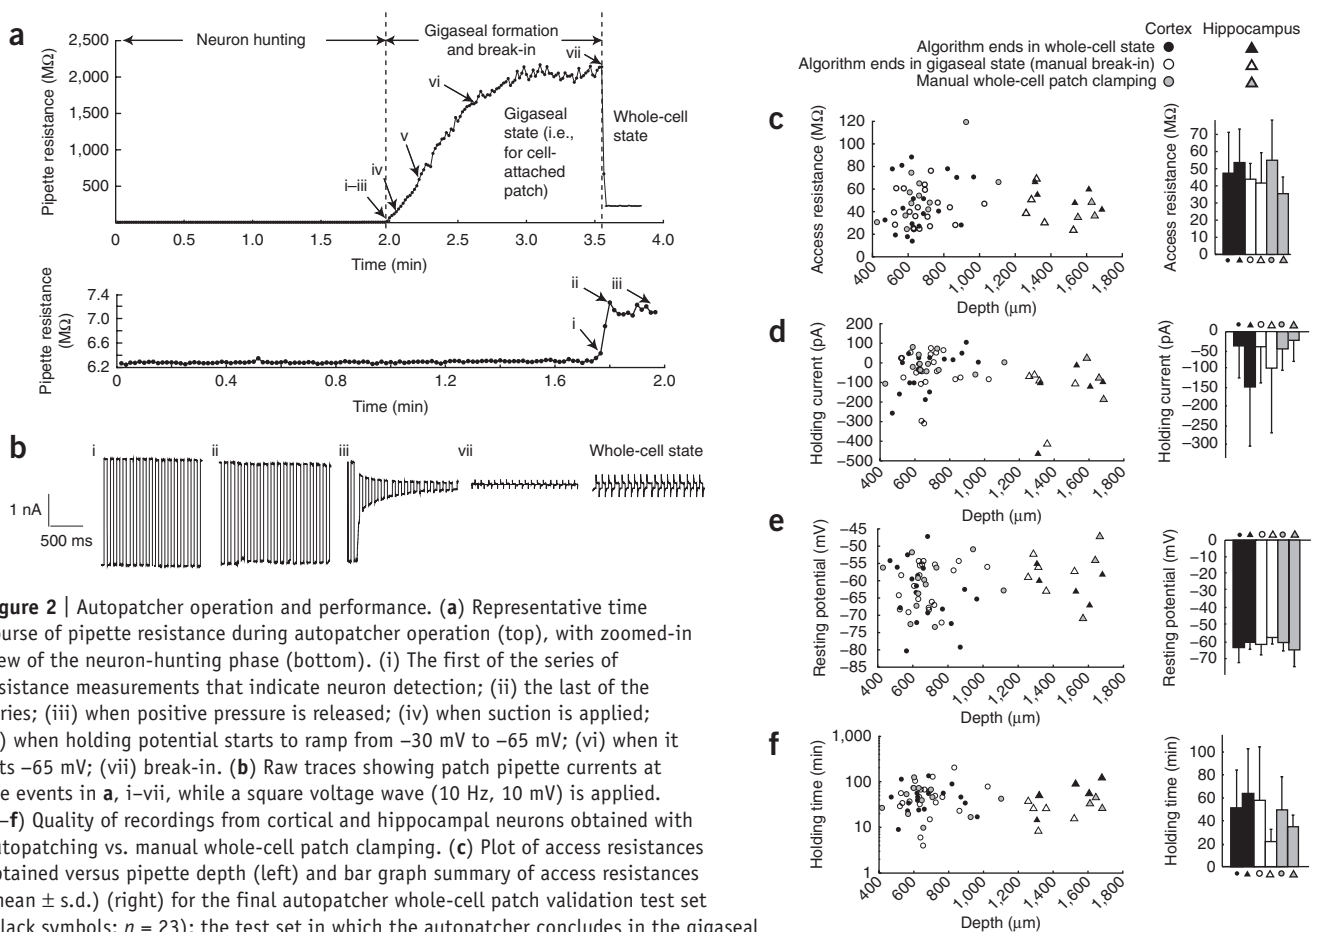 a
Neuron hunting
Gigaseal formation
and break-in
vii
vi
v
iv
i–iii
Gigaseal
state (i.e.,
for cell-
attached
patch)
Whole-cell
state
Pipette resistance (MΩ)
2,500
2,000
1,500
1,000
500
0 0.5 1.0 1.5 2.0 2.5 3.0 3.5 4.0
Time (min)
Pipette resistance
(MΩ)
7.4
7.0
6.6
6.2
ii
iii
i
0 0.4 0.8 1.2 1.6 2.0
Time (min)
b
i ii iii vii Whole-cell state
1 nA
500 ms
gure 2 | Autopatcher operation and performance. (a) Representative time
ourse of pipette resistance during autopatcher operation (top), with zoomed-in
ew of the neuron-hunting phase (bottom). (i) The first of the series of
sistance measurements that indicate neuron detection; (ii) the last of the
ries; (iii) when positive pressure is released; (iv) when suction is applied;
) when holding potential starts to ramp from –30 mV to –65 mV; (vi) when it
ts –65 mV; (vii) break-in. (b) Raw traces showing patch pipette currents at
e events in a, i–vii, while a square voltage wave (10 Hz, 10 mV) is applied.
–f) Quality of recordings from cortical and hippocampal neurons obtained with
utopatching vs. manual whole-cell patch clamping. (c) Plot of access resistances
btained versus pipette depth (left) and bar graph summary of access resistances
mean ± s.d.) (right) for the final autopatcher whole-cell patch validation test set
lack symbols; n = 23); the test set in which the autopatcher concludes in the gigaseal
Cortex Hippocampus
Algorithm ends in whole-cell state
Algorithm ends in gigaseal state (manual break-in)
Manual whole-cell patch clamping
c
Access resistance (MΩ)
120
100
80
60
40
20
0
400 600 800 1,000 1,200 1,400 1,600 1,800
Depth (μm)
Access resistance (MΩ)
70
60
50
40
30
20
10
0
d
Holding current (pA)
200
100
0
–100
–200
–300
–400
–500
400 600 800 1,000 1,200 1,400 1,600 1,800
Depth (μm)
Holding current (pA)
0
–50
–100
–150
–200
–250
–300
e
Resting potential (mV)
–45
–50
–55
–60
–65
–70
–75
–80
–85
400 600 800 1,000 1,200 1,400 1,600 1,800
Depth (μm)
Resting potential (mV)
0
–10
–20
–30
–40
–50
–60
–70
f
Holding time (min)
1,000
100
10
1
400 600 800 1,000 1,200 1,400 1,600 1,800
Depth (μm)
Holding time (min)
100
80
60
40
20
0